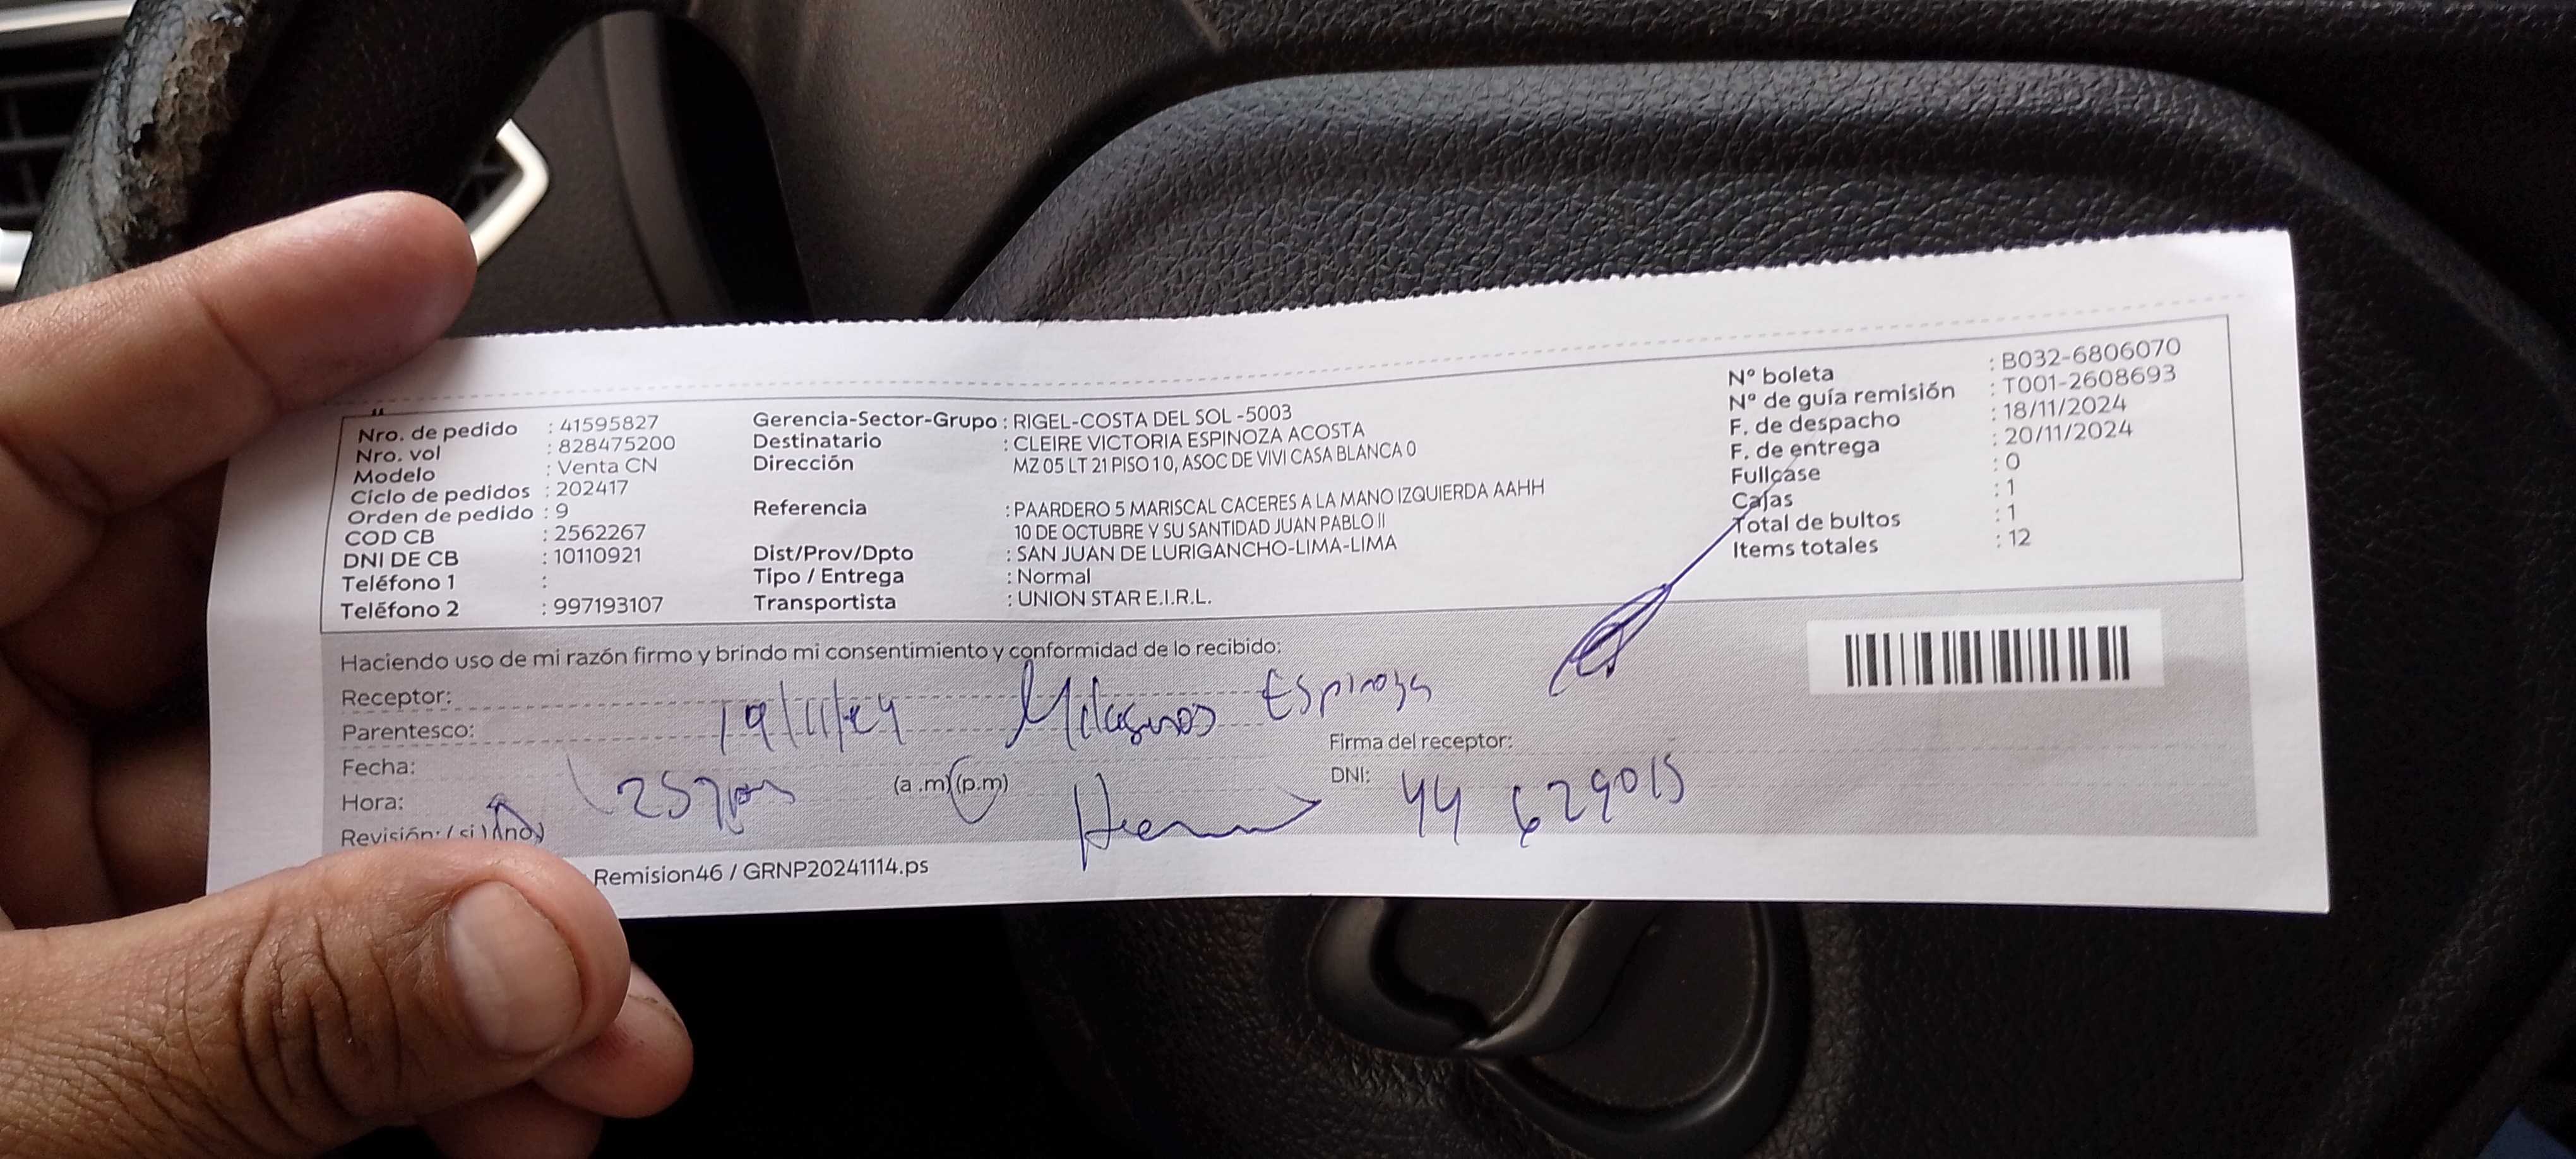 Nro. de pedido : 41595827
Nro. vol : 828475200
Modelo : Venta CN
Ciclo de pedidos : 202417
Orden de pedido : 9
COD CB : 2562267
DNI DE CB : 10110921
Teléfono 1 :
Teléfono 2 : 997193107
Gerencia-Sector-Grupo : RIGEL-COSTA DEL SOL -5003
Destinatario : CLEIRE VICTORIA ESPINOZA ACOSTA
Dirección MZ 05 LT 21 PISO 1 0, ASOC DE VIVI CASA BLANCA 0
Referencia : PAARDERO 5 MARISCAL CACERES A LA MANO IZQUIERDA AAHH
10 DE OCTUBRE Y SU SANTIDAD JUAN PABLO II
Dist/Prov/Dpto : SAN JUAN DE LURIGANCHO-LIMA-LIMA
Tipo / Entrega : Normal
Transportista : UNION STAR E.I.R.L.
Nº boleta : B032-6806070
Nº de guía remisión : T001-2608693
F. de despacho : 18/11/2024
F. de entrega : 20/11/2024
Fullcase : 0
Cajas : 1
Total de bultos : 1
Items totales : 12
Haciendo uso de mi razón firmo y brindo mi consentimiento y conformidad de lo recibido:
Receptor: Milagros Espinoza
Parentesco: 19/11/24
Firma del receptor:
Fecha:
Hora: (a.m) (p.m)
DNI: 44629015
Revisión: (si) (no)
Remision46 / GRNP20241114.ps